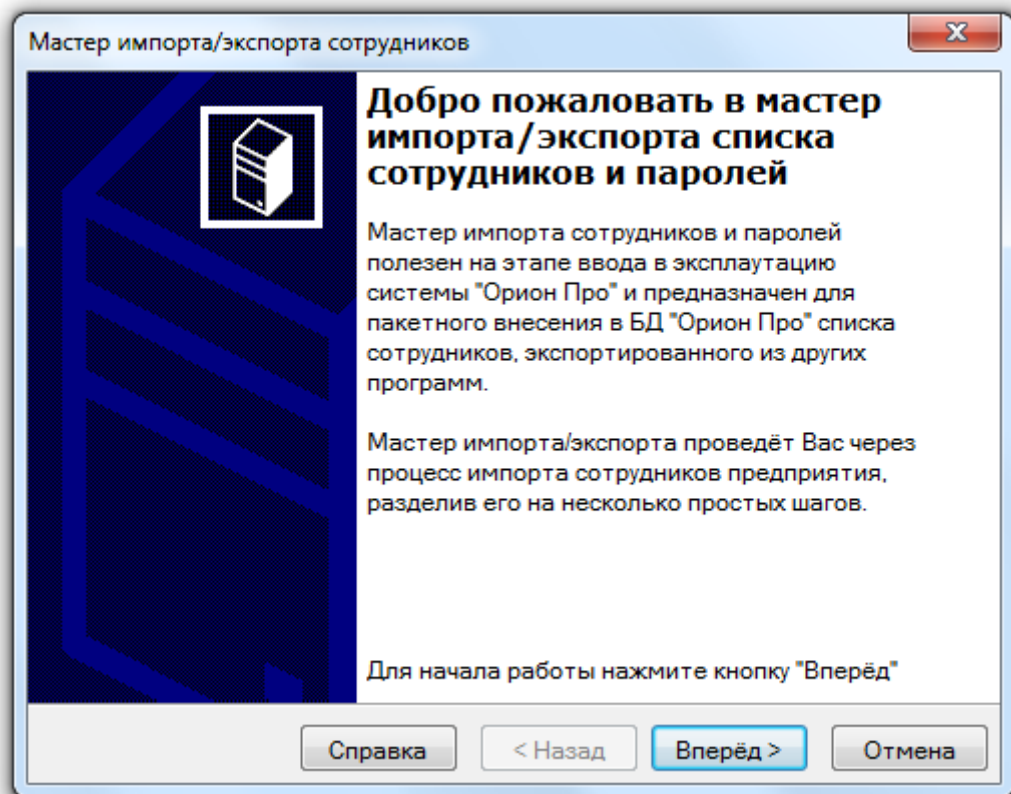 Мастер импорта/экспорта сотрудников
Добро пожаловать в мастер
импорта/экспорта списка
сотрудников и паролей
Мастер импорта сотрудников и паролей
полезен на этапе ввода в эксплаутацию
системы "Орион Про" и предназначен для
пакетного внесения в БД "Орион Про" списка
сотрудников, экспортированного из других
программ.
Мастер импорта/экспорта проведёт Вас через
процесс импорта сотрудников предприятия,
разделив его на несколько простых шагов.
Для начала работы нажмите кнопку "Вперёд"
Справка < Назад Вперёд > Отмена